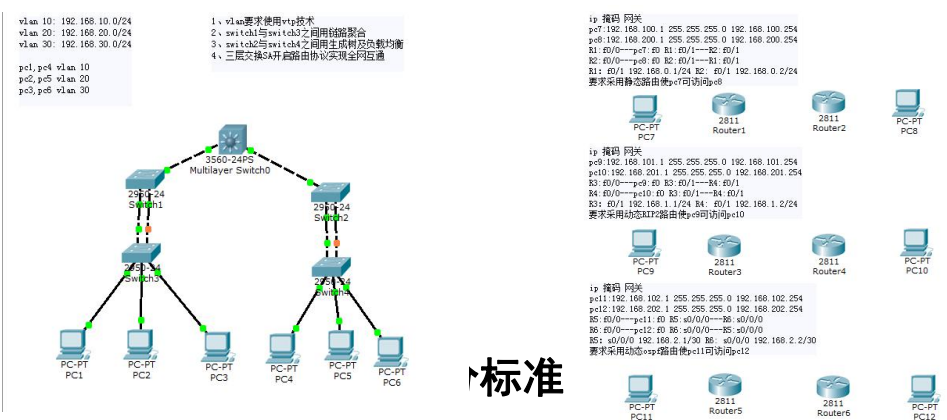 vlan 10: 192.168.10.0/24
vlan 20: 192.168.20.0/24
vlan 30: 192.168.30.0/24
pc1,pc4 vlan 10
pc2,pc5 vlan 20
pc3,pc6 vlan 30
1、vlan要求使用vtp技术
2、switch1与switch3之间用链路聚合
3、switch2与switch4之间用生成树及负载均衡
4、三层交换SA开启路由协议实现全网互通
3560-24PS
Multilayer Switch0
2950-24
Switch1
2950-24
Switch2
2950-24
Switch3
2950-24
Switch4
PC-PT
PC1
PC-PT
PC2
PC-PT
PC3
PC-PT
PC4
PC-PT
PC5
PC-PT
PC6
标准
ip 掩码 网关
pc7:192.168.100.1 255.255.255.0 192.168.100.254
pc8:192.168.200.1 255.255.255.0 192.168.200.254
R1:f0/0---pc7:f0 R1:f0/1---R2:f0/1
R2:f0/0---pc8:f0 R2:f0/1---R1:f0/1
R1: f0/1 192.168.0.1/24 R2: f0/1 192.168.0.2/24
要求采用静态路由使pc7可访问pc8
PC-PT
PC7
2811
Router1
2811
Router2
PC-PT
PC8
ip 掩码 网关
pc9:192.168.101.1 255.255.255.0 192.168.101.254
pc10:192.168.201.1 255.255.255.0 192.168.201.254
R3:f0/0---pc9:f0 R3:f0/1---R4:f0/1
R4:f0/0---pc10:f0 R3:f0/1---R4:f0/1
R3: f0/1 192.168.1.1/24 R4: f0/1 192.168.1.2/24
要求采用动态RIP2路由使pc9可访问pc10
PC-PT
PC9
2811
Router3
2811
Router4
PC-PT
PC10
ip 掩码 网关
pc11:192.168.102.1 255.255.255.0 192.168.102.254
pc12:192.168.202.1 255.255.255.0 192.168.202.254
R5:f0/0---pc11:f0 R5:s0/0/0---R6:s0/0/0
R6:f0/0---pc12:f0 R6:s0/0/0---R5:s0/0/0
R5: s0/0/0 192.168.2.1/30 R6: s0/0/0 192.168.2.2/30
要求采用动态ospf路由使pc11可访问pc12
PC-PT
PC11
2811
Router5
2811
Router6
PC-PT
PC12